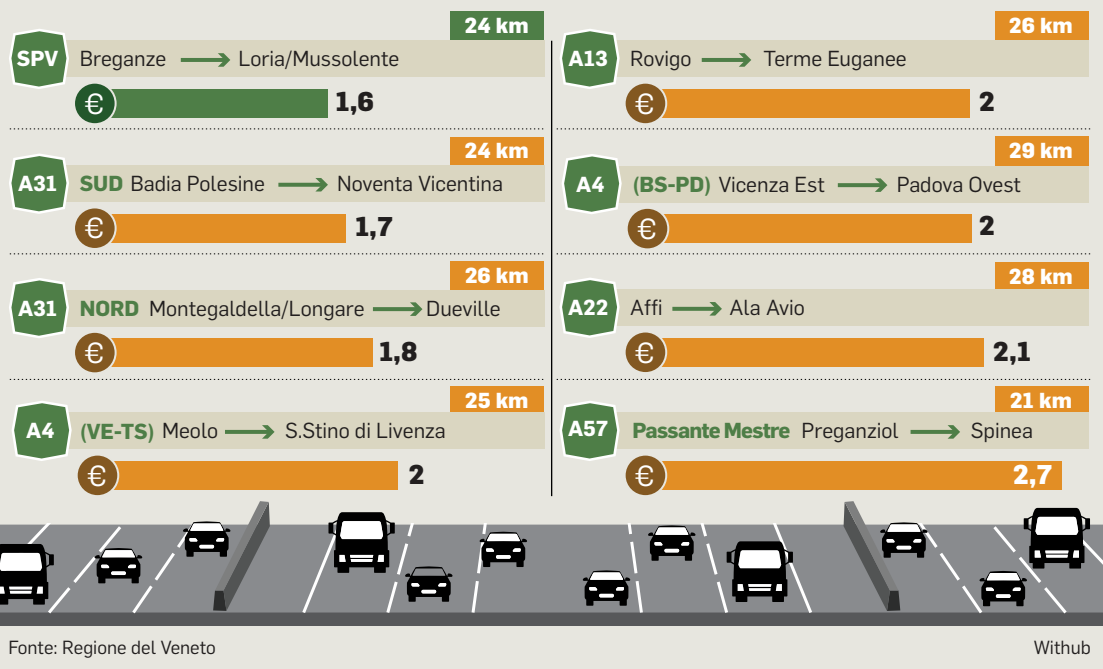 24 km
SPV Breganze → Loria/Mussolente
€ 1,6
24 km
A31 SUD Badia Polesine → Noventa Vicentina
€ 1,7
26 km
A31 NORD Montegaldella/Longare → Dueville
€ 1,8
25 km
A4 (VE-TS) Meolo → S.Stino di Livenza
€ 2
26 km
A13 Rovigo → Terme Euganee
€ 2
29 km
A4 (BS-PD) Vicenza Est → Padova Ovest
€ 2
28 km
A22 Affi → Ala Avio
€ 2,1
21 km
A57 Passante Mestre Preganziol → Spinea
€ 2,7
Fonte: Regione del Veneto
Withub